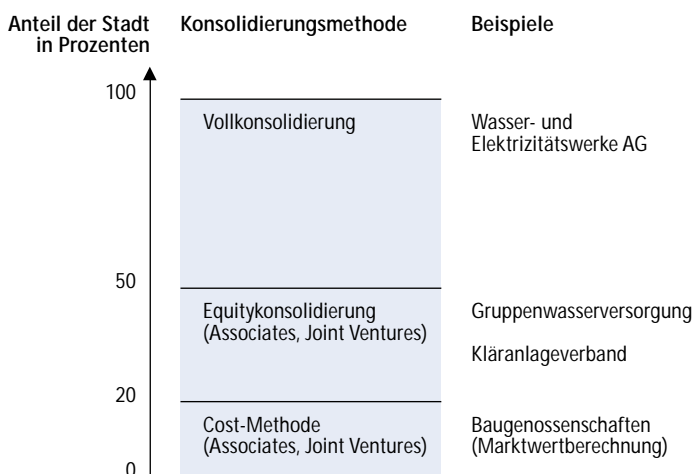 Anteil der Stadt in Prozenten
Konsolidierungsmethode
Beispiele
100
Vollkonsolidierung
Wasser- und
Elektrizitätswerke AG
50
Equitykonsolidierung
(Associates, Joint Ventures)
Gruppenwasserversorgung
Kläranlageverband
20
Cost-Methode
(Associates, Joint Ventures)
Baugenossenschaften
(Marktwertberechnung)
0